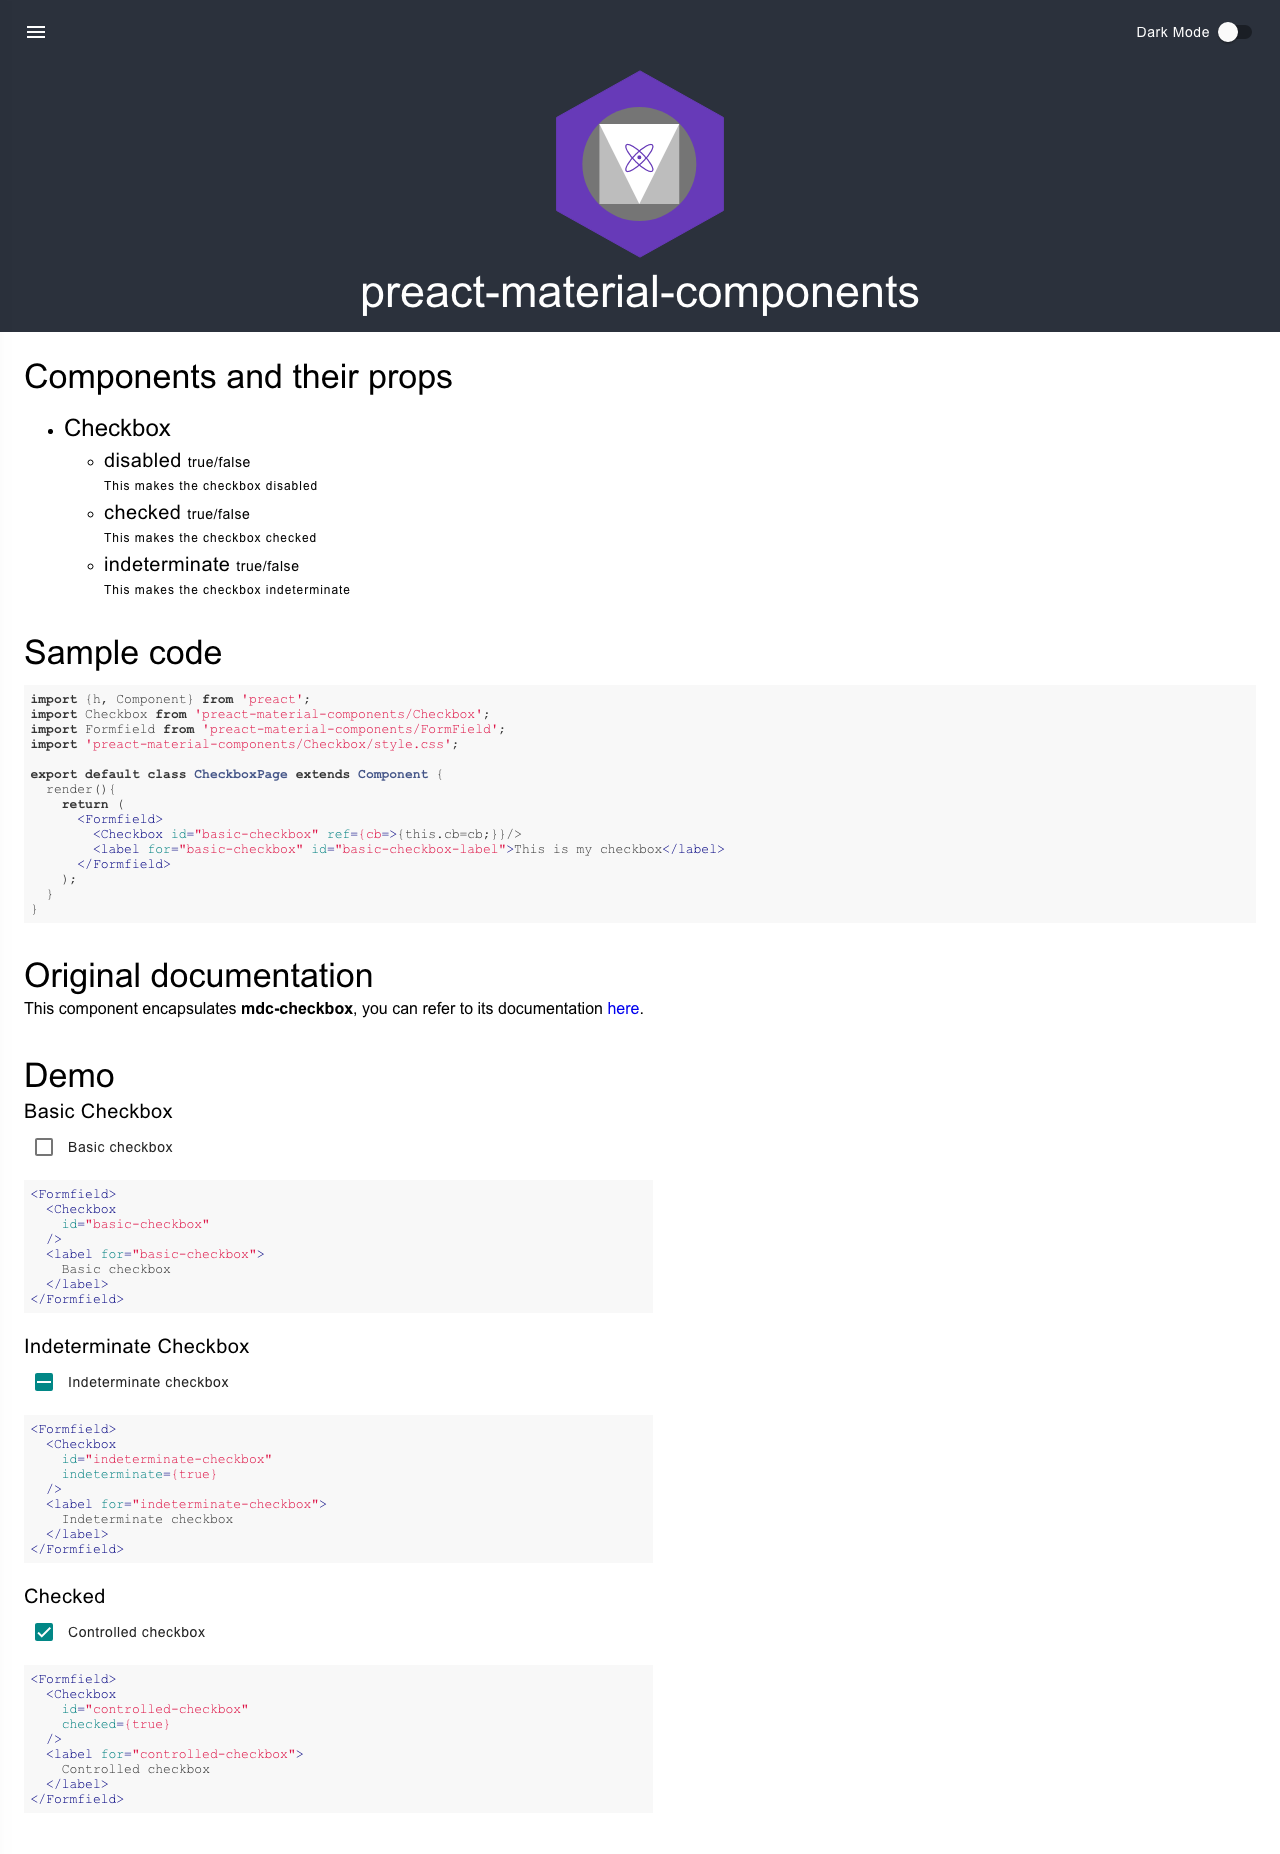 Dark Mode
preact-material-components
Components and their props
Checkbox
disabled true/false
This makes the checkbox disabled
checked true/false
This makes the checkbox checked
indeterminate true/false
This makes the checkbox indeterminate
Sample code
import {h, Component} from 'preact';
import Checkbox from 'preact-material-components/Checkbox';
import Formfield from 'preact-material-components/FormField';
import 'preact-material-components/Checkbox/style.css';
export default class CheckboxPage extends Component {
  render(){
    return (
      <Formfield>
        <Checkbox id="basic-checkbox" ref={cb=>{this.cb=cb;}}/>
        <label for="basic-checkbox" id="basic-checkbox-label">This is my checkbox</label>
      </Formfield>
    );
  }
}
Original documentation
This component encapsulates mdc-checkbox, you can refer to its documentation here.
Demo
Basic Checkbox
Basic checkbox
<Formfield>
  <Checkbox
    id="basic-checkbox"
  />
  <label for="basic-checkbox">
    Basic checkbox
  </label>
</Formfield>
Indeterminate Checkbox
Indeterminate checkbox
<Formfield>
  <Checkbox
    id="indeterminate-checkbox"
    indeterminate={true}
  />
  <label for="indeterminate-checkbox">
    Indeterminate checkbox
  </label>
</Formfield>
Checked
Controlled checkbox
<Formfield>
  <Checkbox
    id="controlled-checkbox"
    checked={true}
  />
  <label for="controlled-checkbox">
    Controlled checkbox
  </label>
</Formfield>